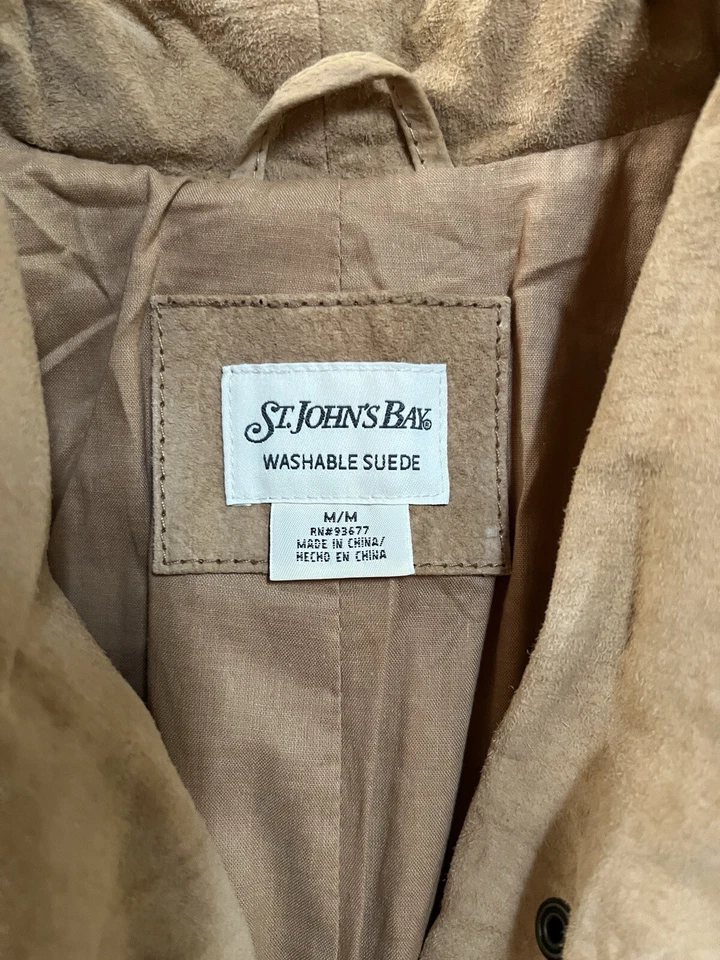 ST. JOHN'S BAY®
WASHABLE SUEDE
M/M
RN#93677
MADE IN CHINA/
HECHO EN CHINA